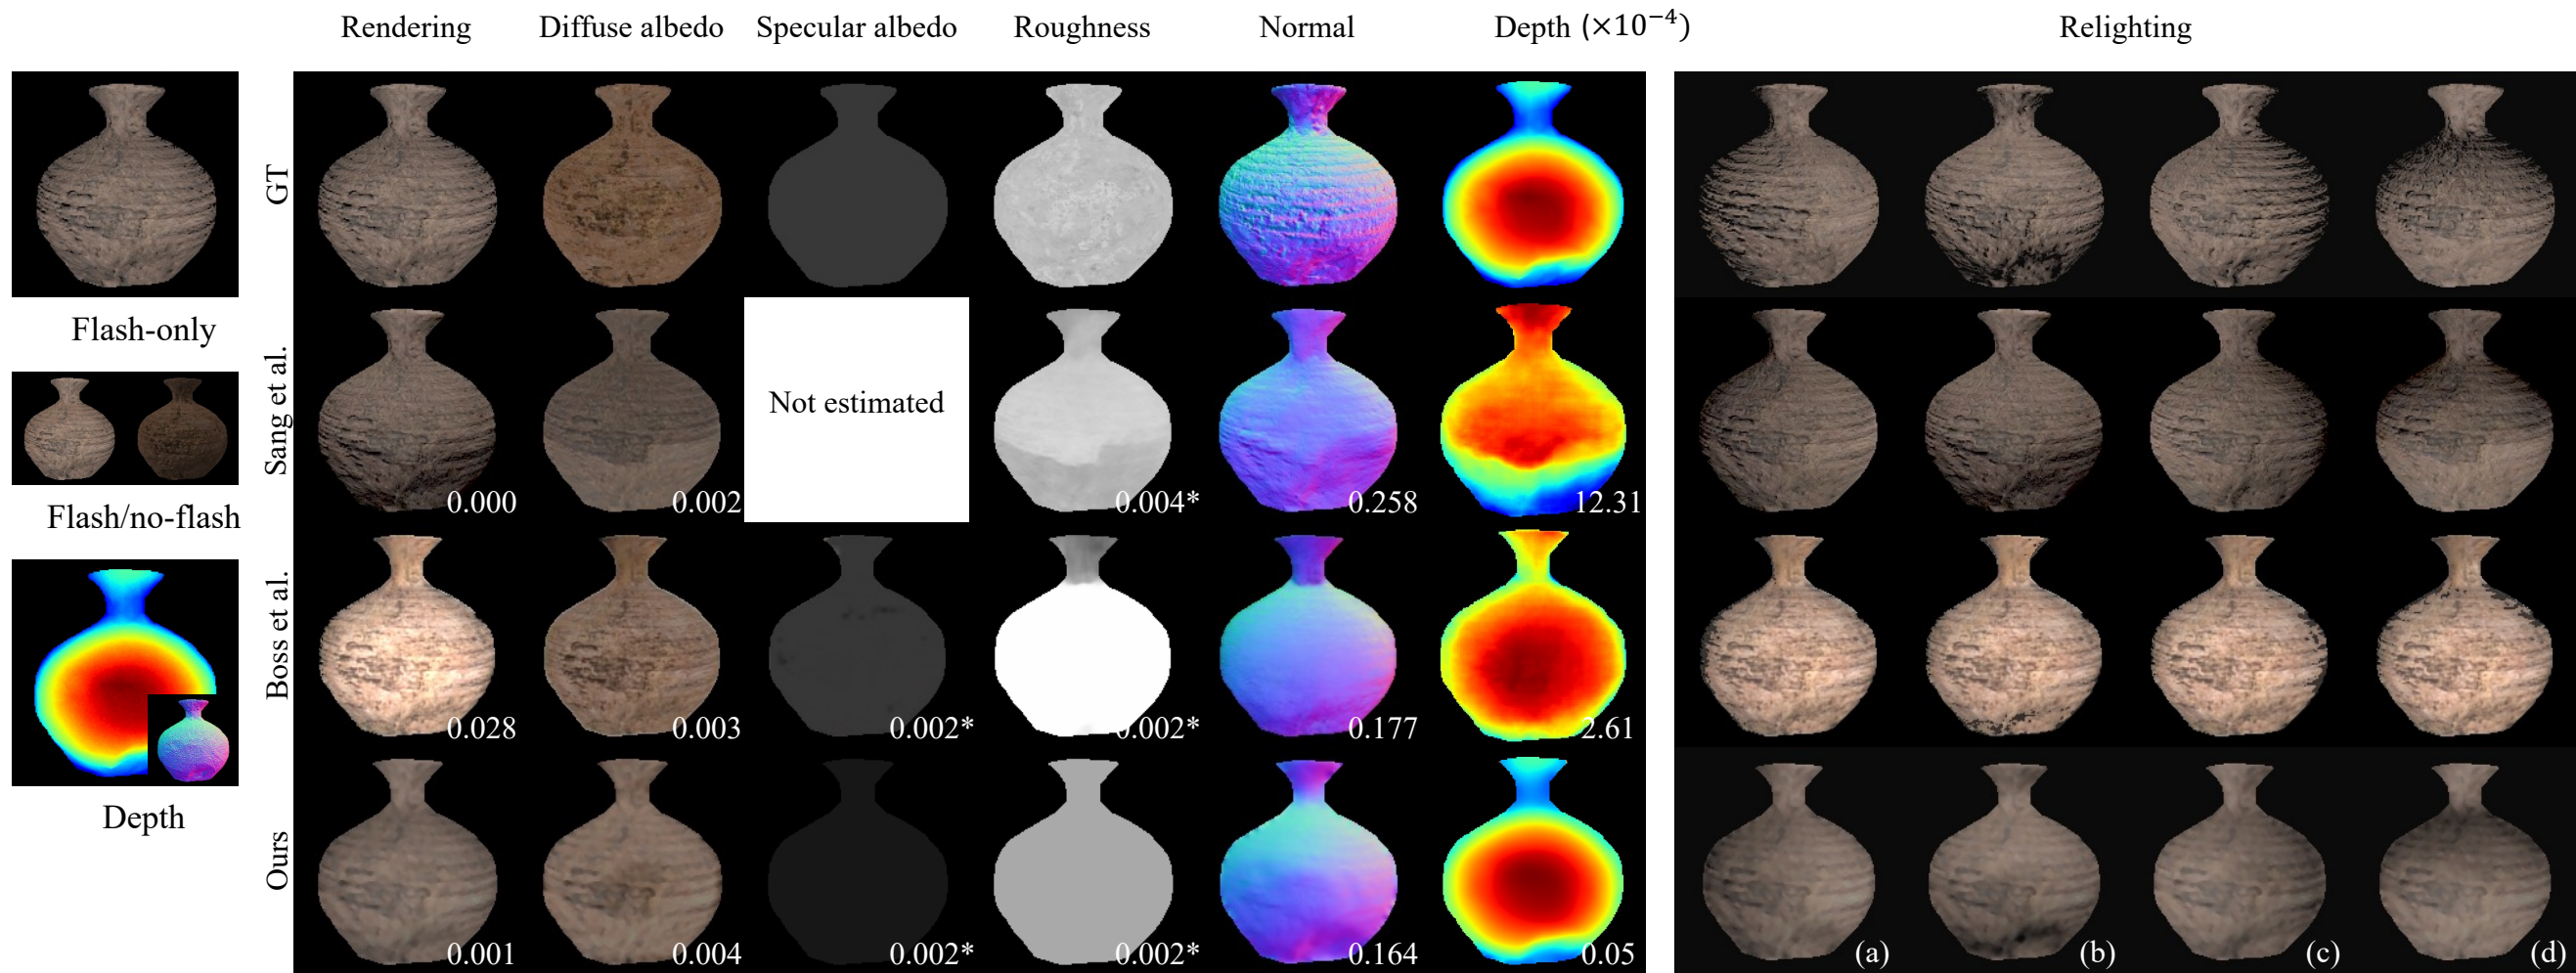 Rendering Diffuse albedo Specular albedo Roughness Normal Depth (×10⁻⁴) Relighting
GT
Flash-only
Sang et al.
Not estimated
0.000 0.002 0.004* 0.258 12.31
Flash/no-flash
Boss et al.
0.028 0.003 0.002* 0.002* 0.177 2.61
Depth
Ours
0.001 0.004 0.002* 0.002* 0.164 0.05
(a) (b) (c) (d)